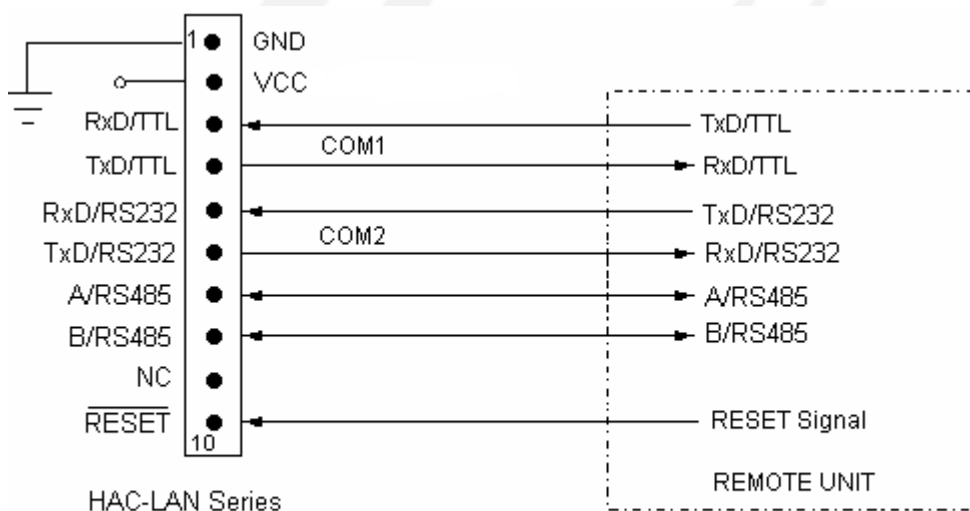 1 GND
VCC
RxD/TTL TxD/TTL
COM1
TxD/TTL RxD/TTL
RxD/RS232 TxD/RS232
COM2
TxD/RS232 RxD/RS232
A/RS485 A/RS485
B/RS485 B/RS485
NC
RESET RESET Signal
10
REMOTE UNIT
HAC-LAN Series